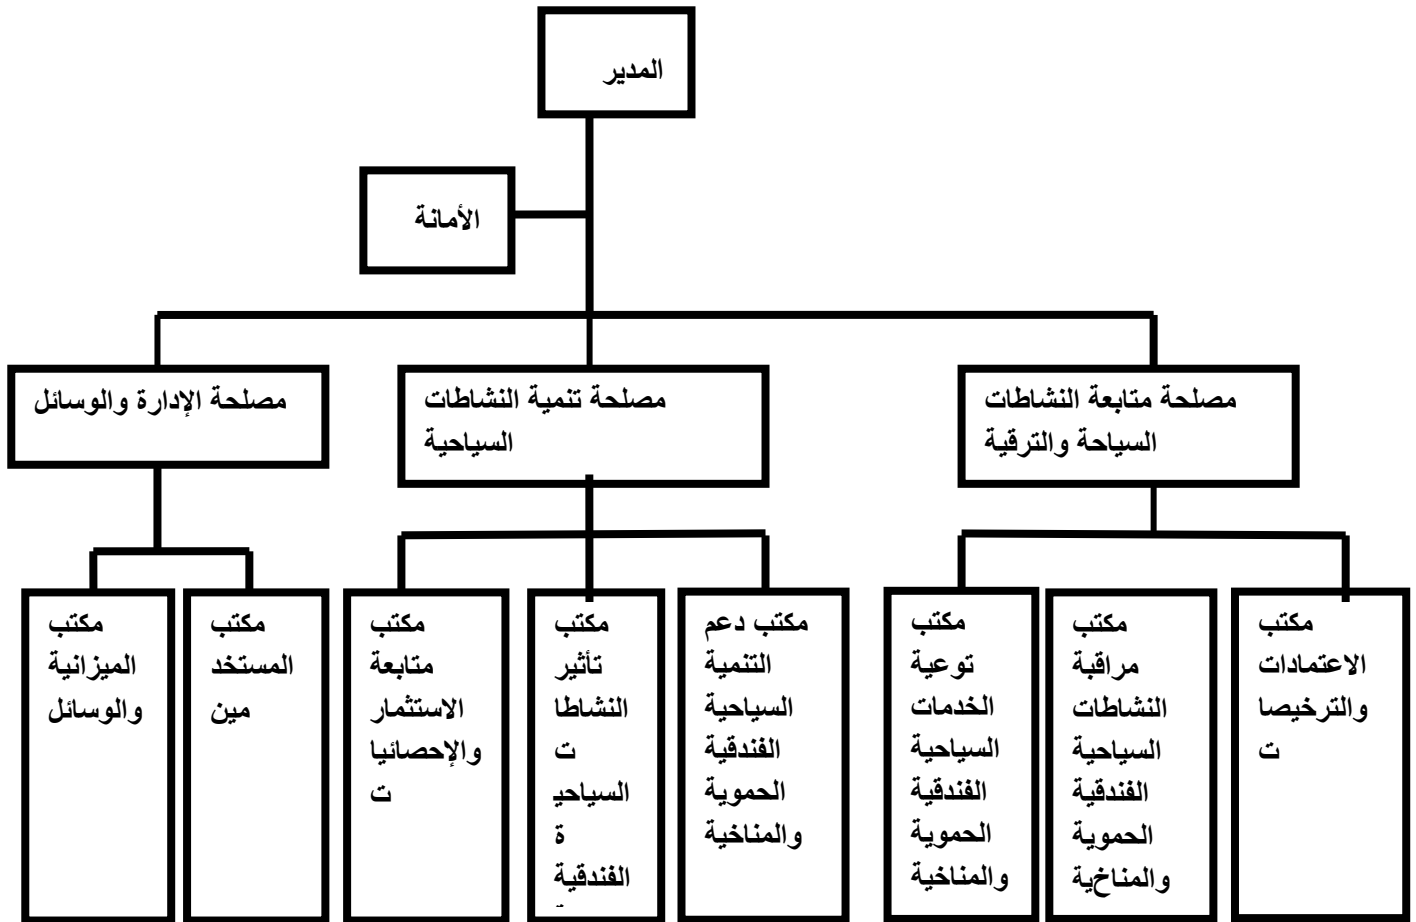 المدير
الأمانة
مصلحة متابعة النشاطات
السياحة والترقية
مصلحة تنمية النشاطات
السياحية
مصلحة الإدارة والوسائل
مكتب
الاعتمادات
والترخيصا
ت
مكتب
مراقبة
النشاطات
السياحية
الفندقية
الحموية
والمناخية
مكتب
توعية
الخدمات
السياحية
الفندقية
الحموية
والمناخية
مكتب دعم
التنمية
السياحية
الفندقية
الحموية
والمناخية
مكتب
تأثير
النشاطا
ت
السياحي
ة
الفندقية
مكتب
متابعة
الاستثمار
والإحصائيا
ت
مكتب
المستخد
مين
مكتب
الميزانية
والوسائل